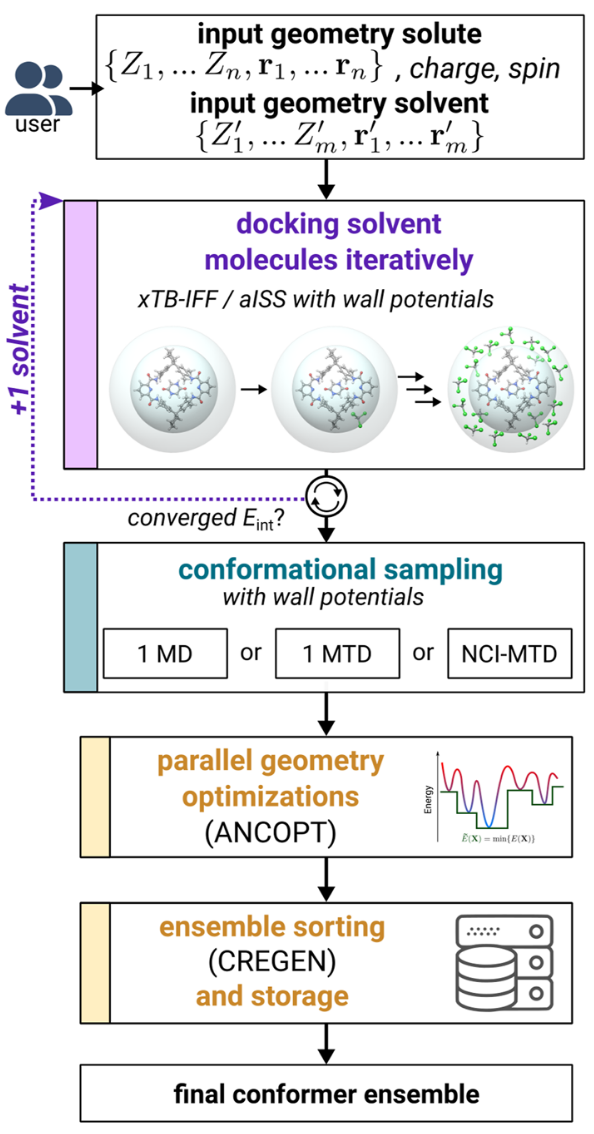 input geometry solute
{Z₁, ... Zₙ, r₁, ... rₙ} , charge, spin
input geometry solvent
{Z′₁, ... Z′ₘ, r′₁, ... r′ₘ}
user
docking solvent
molecules iteratively
xTB-IFF / aISS with wall potentials
+1 solvent
converged E_int?
conformational sampling
with wall potentials
1 MD or 1 MTD or NCI-MTD
parallel geometry
optimizations
(ANCOPT)
Energy
Ẽ(X) = min{E(X)}
ensemble sorting
(CREGEN)
and storage
final conformer ensemble